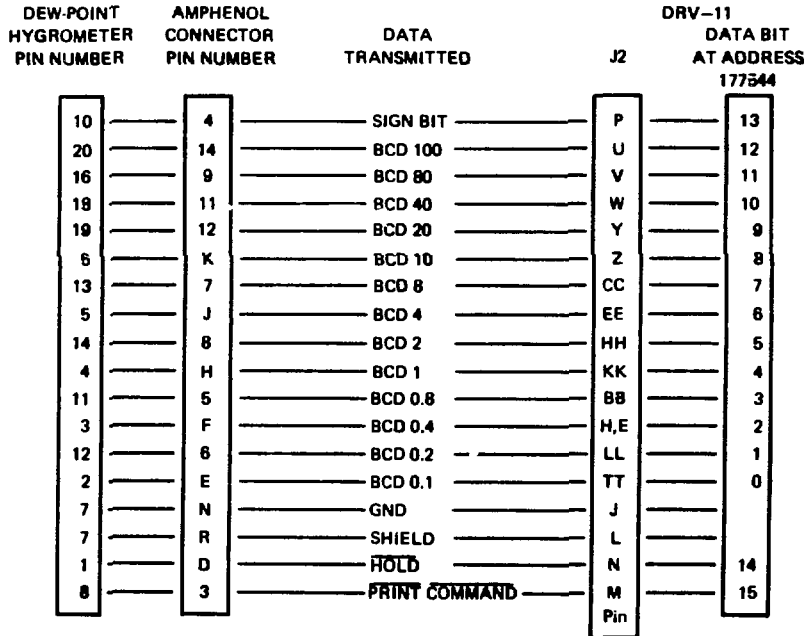 DEW-POINT AMPHENOL DRV–11
HYGROMETER CONNECTOR DATA DATA BIT
PIN NUMBER PIN NUMBER TRANSMITTED J2 AT ADDRESS
177544
10 4 SIGN BIT P 13
20 14 BCD 100 U 12
16 9 BCD 80 V 11
18 11 BCD 40 W 10
19 12 BCD 20 Y 9
6 K BCD 10 Z 8
13 7 BCD 8 CC 7
5 J BCD 4 EE 6
14 8 BCD 2 HH 5
4 H BCD 1 KK 4
11 5 BCD 0.8 BB 3
3 F BCD 0.4 H,E 2
12 6 BCD 0.2 LL 1
2 E BCD 0.1 TT 0
7 N GND J
7 R SHIELD L
1 D HOLD N 14
8 3 PRINT COMMAND M 15
Pin